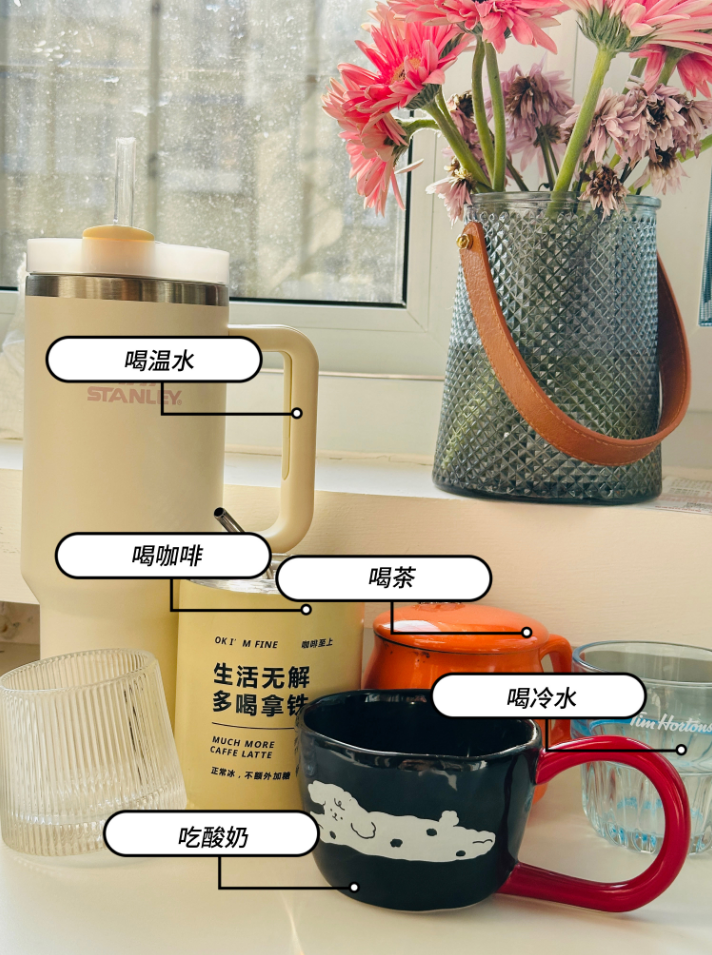 喝温水
STANLEY
喝咖啡
喝茶
OK I' M FINE 咖啡至上
生活无解
多喝拿铁
喝冷水
Tim Hortons
MUCH MORE
CAFFE LATTE
正常冰，不额外加糖
吃酸奶